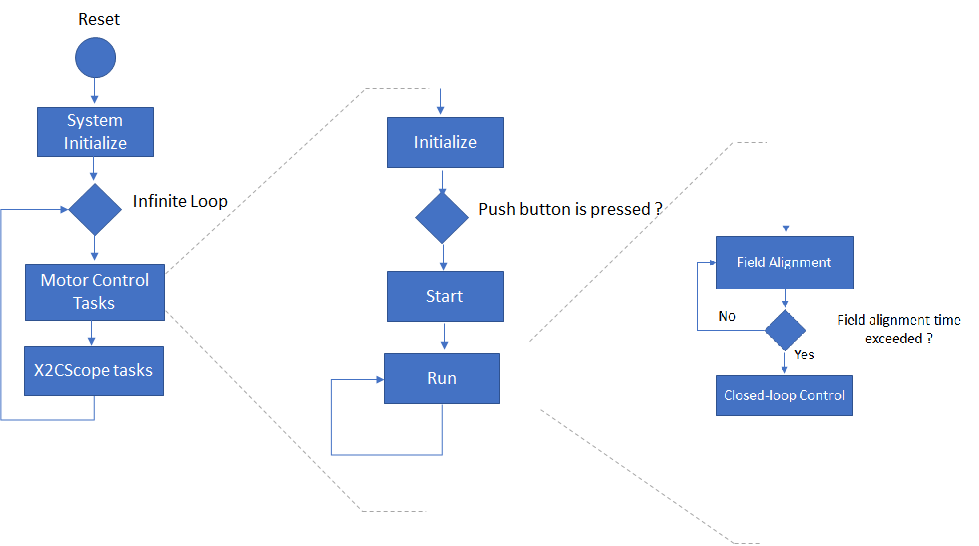 Reset
System
Initialize
Infinite Loop
Motor Control
Tasks
X2CScope tasks
Initialize
Push button is pressed ?
Start
Run
Field Alignment
No
Field alignment time
exceeded ?
Yes
Closed-loop Control